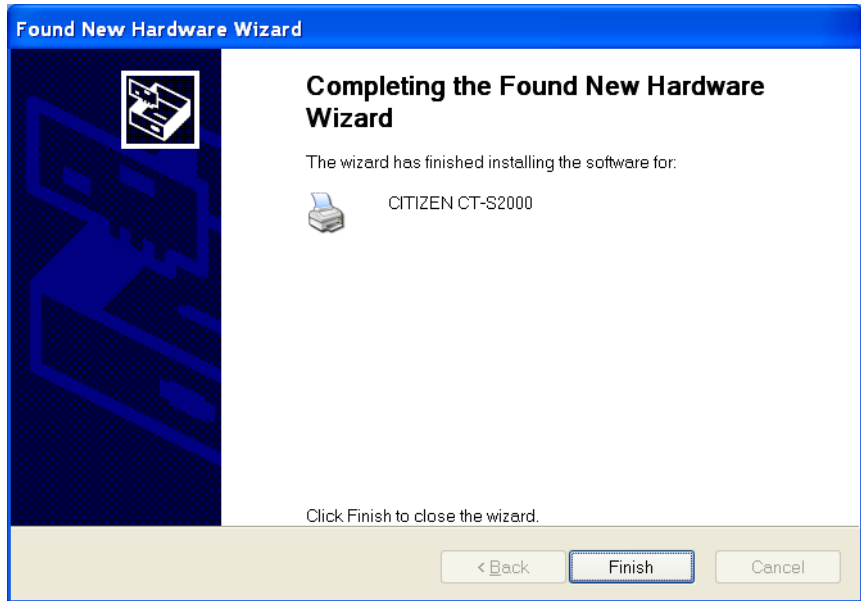 Found New Hardware Wizard
Completing the Found New Hardware
Wizard
The wizard has finished installing the software for:
CITIZEN CT-S2000
Click Finish to close the wizard.
< Back
Finish
Cancel